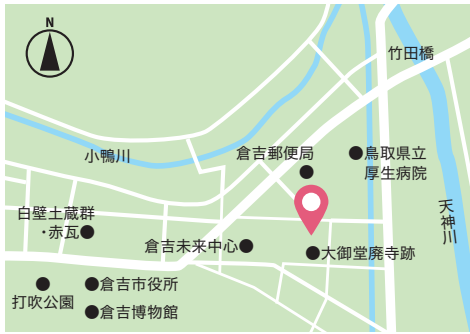 N
竹田橋
小鴨川
倉吉郵便局
鳥取県立
厚生病院
天神川
白壁土蔵群
・赤瓦
倉吉未来中心
大御堂廃寺跡
打吹公園
倉吉市役所
倉吉博物館